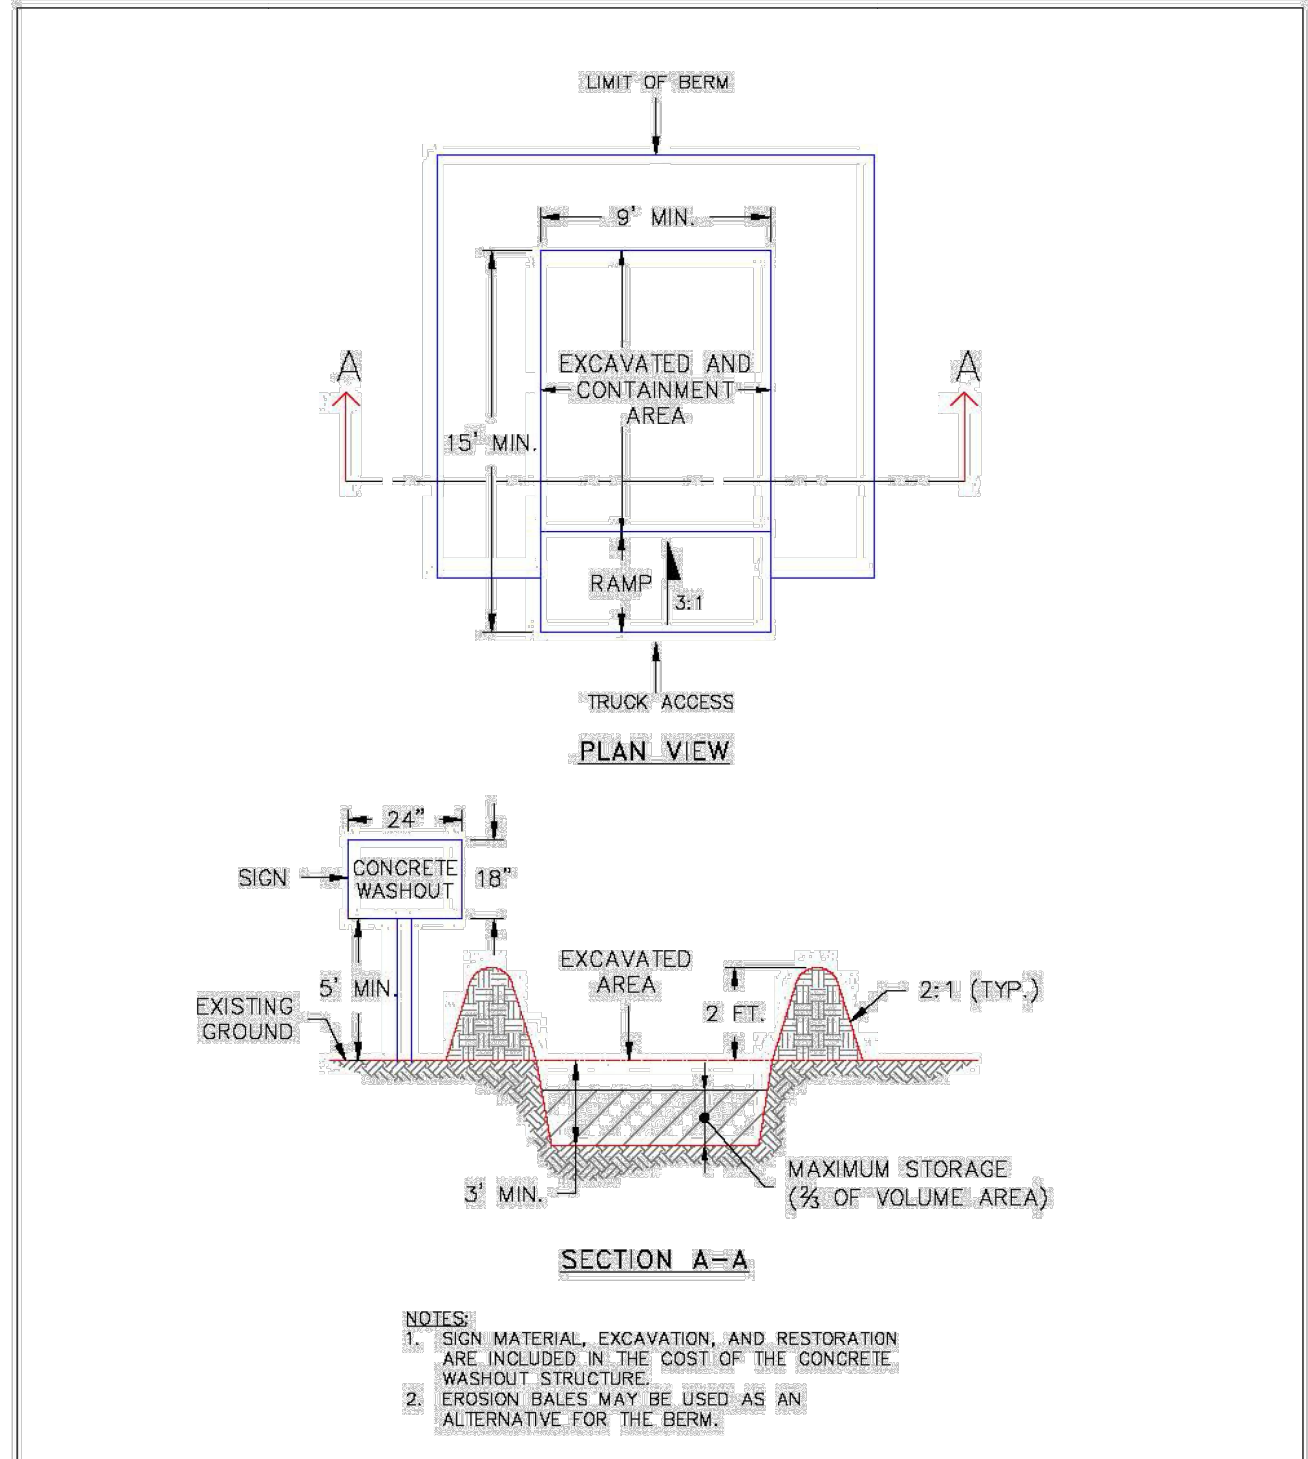 LIMIT OF BERM
9' MIN.
A
A
EXCAVATED AND
CONTAINMENT
AREA
15' MIN.
RAMP
3:1
TRUCK ACCESS
PLAN VIEW
24"
SIGN
CONCRETE
WASHOUT
18"
5' MIN.
EXCAVATED
AREA
2 FT.
2:1 (TYP.)
EXISTING
GROUND
3' MIN.
MAXIMUM STORAGE
(⅔ OF VOLUME AREA)
SECTION A-A
NOTES:
1. SIGN MATERIAL, EXCAVATION, AND RESTORATION
ARE INCLUDED IN THE COST OF THE CONCRETE
WASHOUT STRUCTURE.
2. EROSION BALES MAY BE USED AS AN
ALTERNATIVE FOR THE BERM.